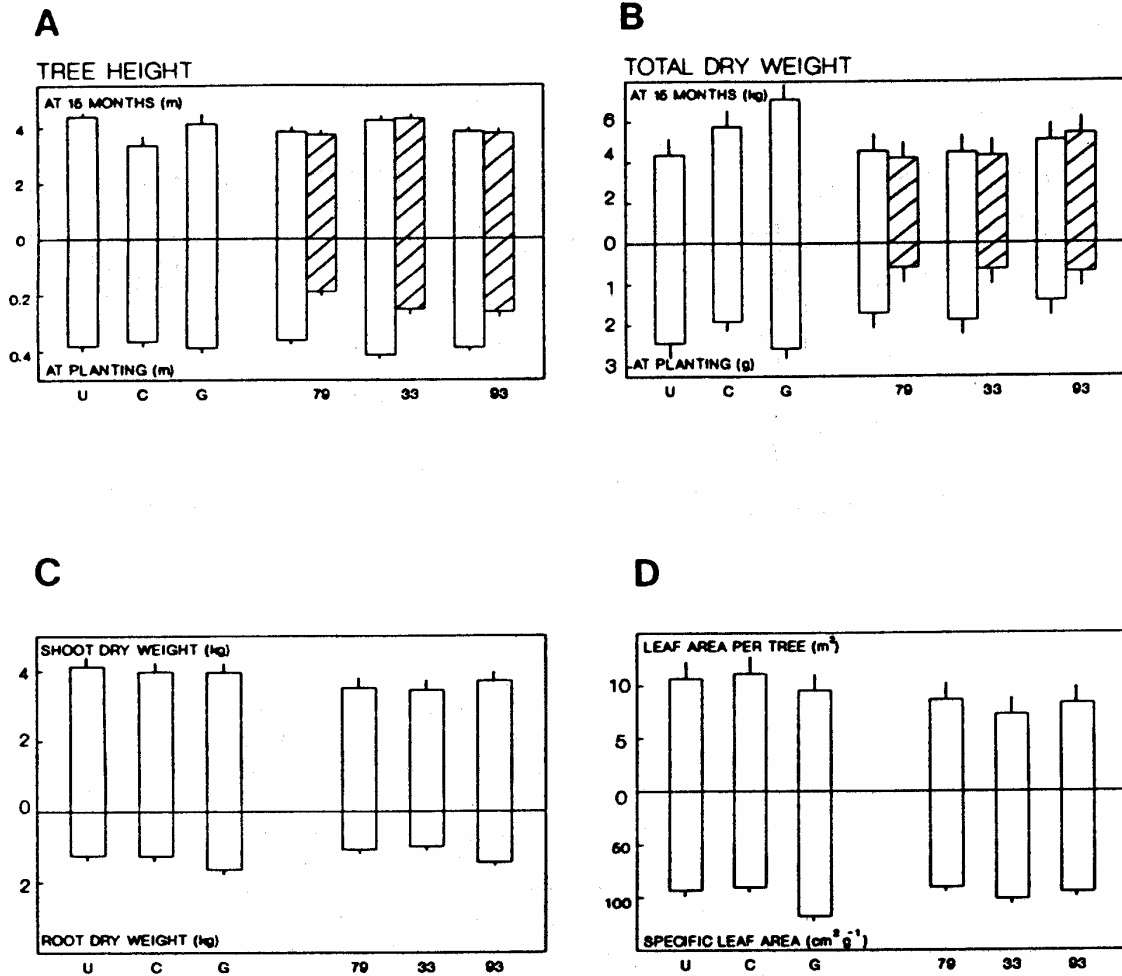 A
TREE HEIGHT
AT 15 MONTHS (m)
4
2
0
0.2
0.4
AT PLANTING (m)
U C G 79 33 93
B
TOTAL DRY WEIGHT
AT 15 MONTHS (kg)
6
4
2
0
1
2
3
AT PLANTING (g)
U C G 79 33 93
C
SHOOT DRY WEIGHT (kg)
4
2
0
2
ROOT DRY WEIGHT (kg)
U C G 79 33 93
D
LEAF AREA PER TREE (m²)
10
5
0
50
100
SPECIFIC LEAF AREA (cm² g⁻¹)
U C G 79 33 93